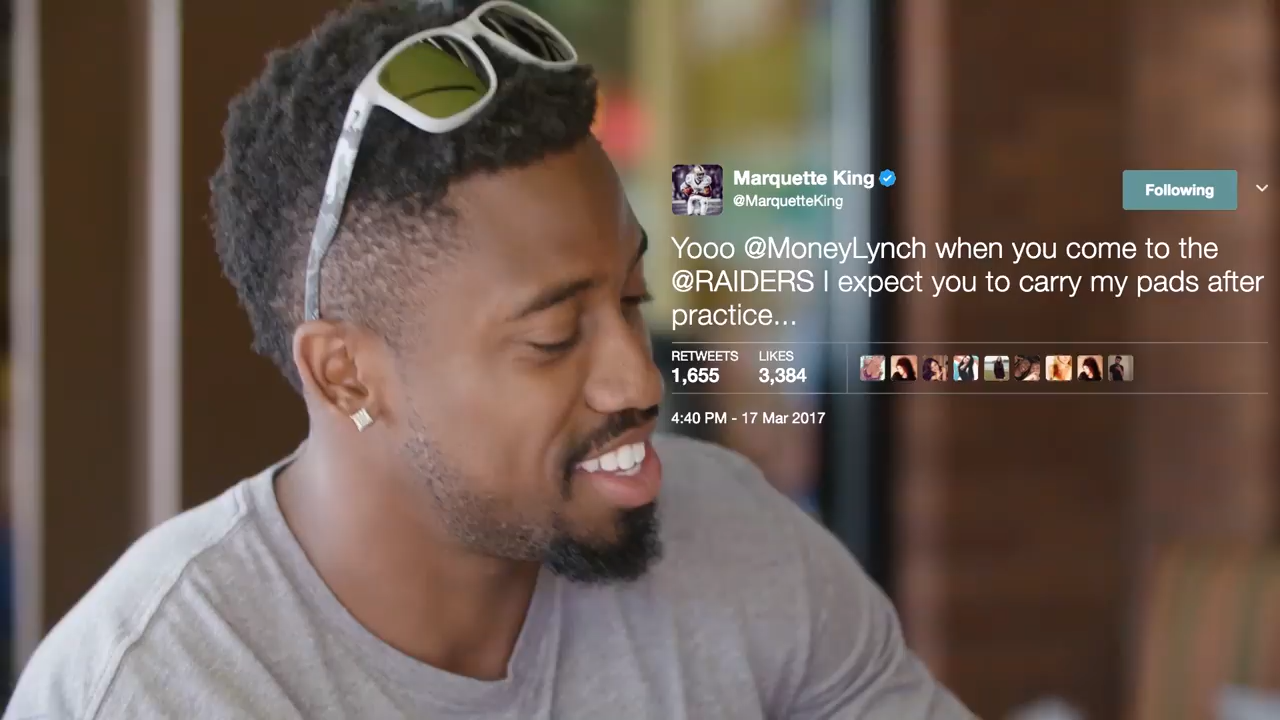 Marquette King
@MarquetteKing
Following
Yooo @MoneyLynch when you come to the
@RAIDERS I expect you to carry my pads after
practice...
RETWEETS LIKES
1,655 3,384
4:40 PM - 17 Mar 2017